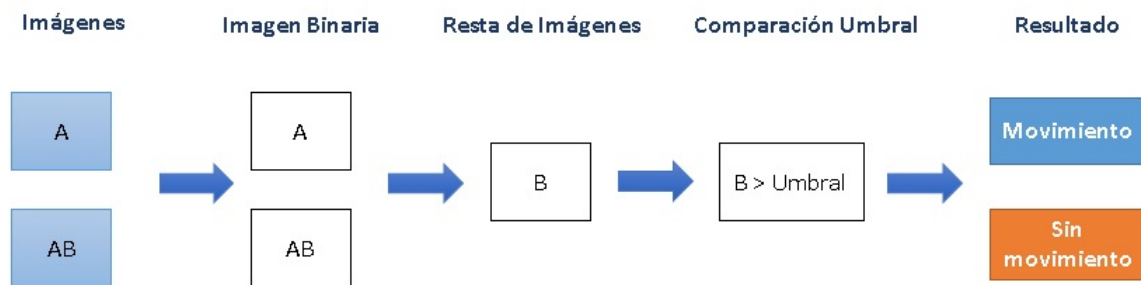 Imágenes
Imagen Binaria
Resta de Imágenes
Comparación Umbral
Resultado
A
A
B
B > Umbral
Movimiento
AB
AB
Sin
movimiento